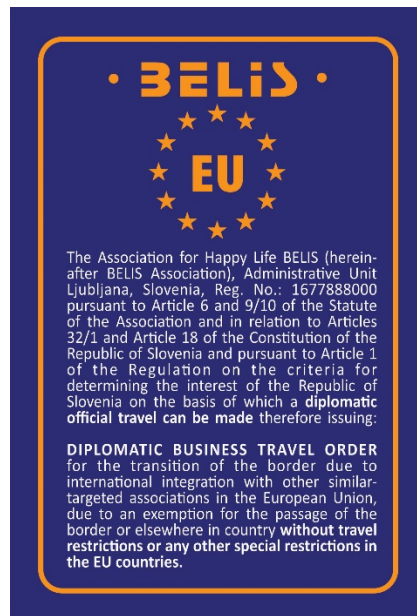 · BELiS ·
EU
The Association for Happy Life BELIS (herein-
after BELIS Association), Administrative Unit
Ljubljana, Slovenia, Reg. No.: 1677888000
pursuant to Article 6 and 9/10 of the Statute
of the Association and in relation to Articles
32/1 and Article 18 of the Constitution of the
Republic of Slovenia and pursuant to Article 1
of the Regulation on the criteria for
determining the interest of the Republic of
Slovenia on the basis of which a diplomatic
official travel can be made therefore issuing:
DIPLOMATIC BUSINESS TRAVEL ORDER
for the transition of the border due to
international integration with other similar-
targeted associations in the European Union,
due to an exemption for the passage of the
border or elsewhere in country without travel
restrictions or any other special restrictions in
the EU countries.